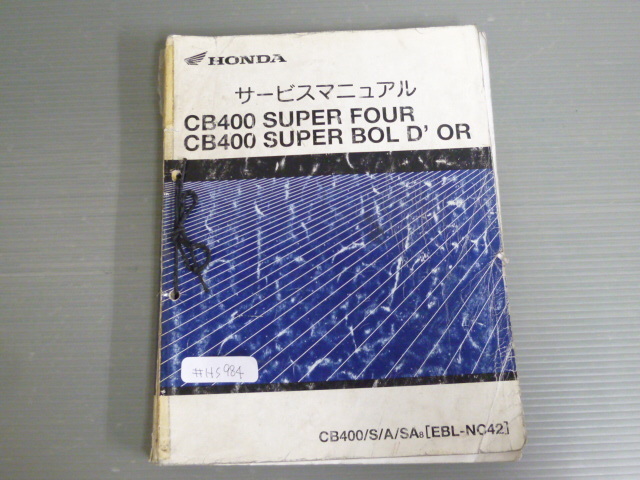 HONDA
サービスマニュアル
CB400 SUPER FOUR
CB400 SUPER BOL D' OR
#HS984
CB400/S/A/SA8[EBL-NC42]